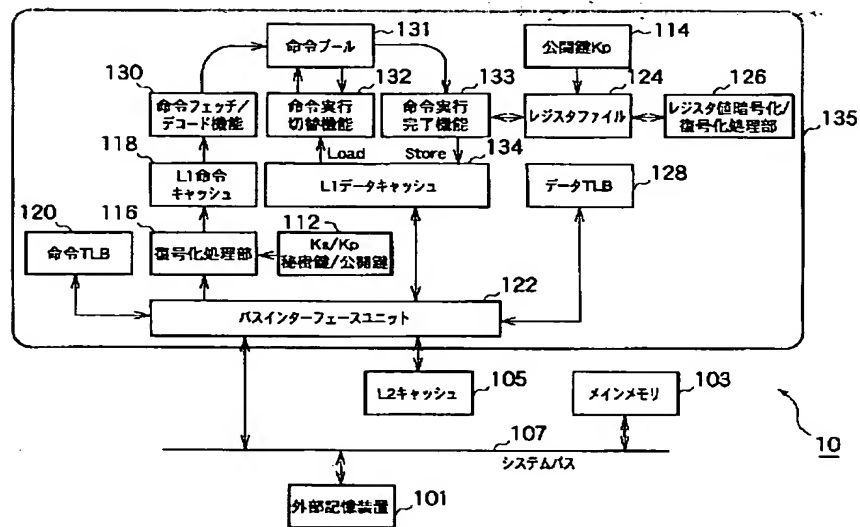 131
命令プール
公開鍵Kp
114
130
132
133
124
126
命令フェッチ/
デコード機能
命令実行
切替機能
命令実行
完了機能
レジスタファイル
レジスタ値暗号化/
復号化処理部
135
118
Load
Store
134
L1命令
キャッシュ
L1データキャッシュ
データTLB
128
120
116
112
命令TLB
復号化処理部
Ks/Kp
秘密鍵/公開鍵
122
バスインターフェースユニット
L2キャッシュ
105
メインメモリ
103
107
システムバス
10
外部記憶装置
101